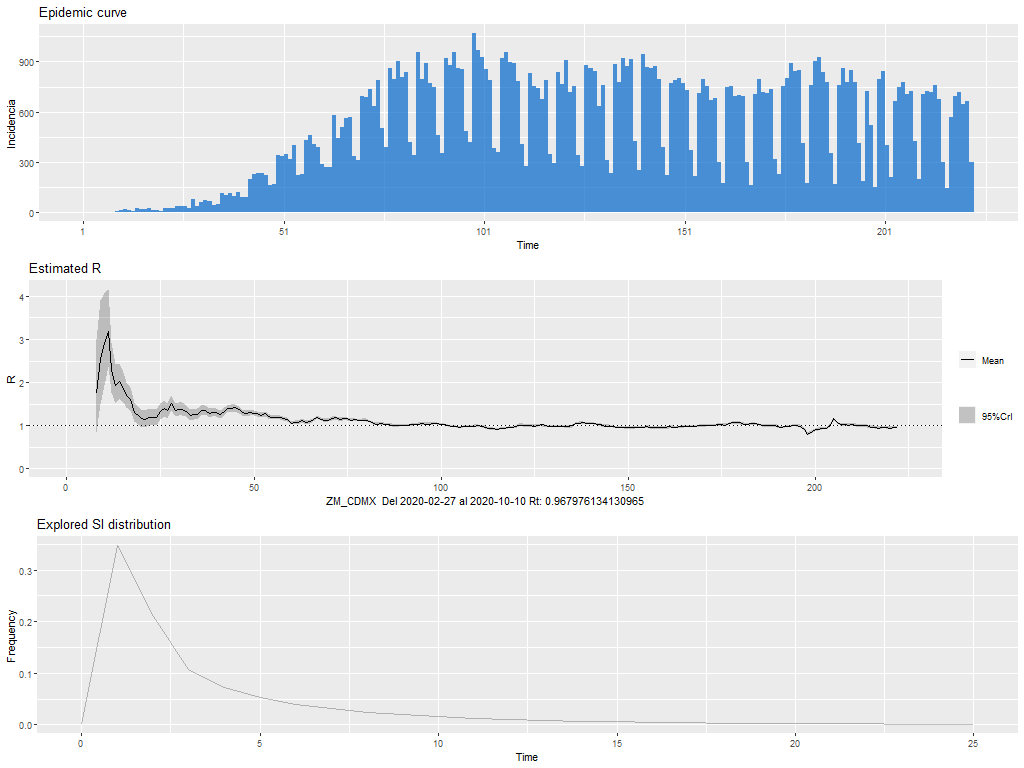 Epidemic curve
Incidencia
900
600
300
0
1
51
101
151
201
Time
Estimated R
R
4
3
2
1
0
0
50
100
150
200
Mean
95%CrI
ZM_CDMX Del 2020-02-27 al 2020-10-10 Rt: 0.967976134130965
Explored SI distribution
Frequency
0.3
0.2
0.1
0.0
0
5
10
15
20
25
Time